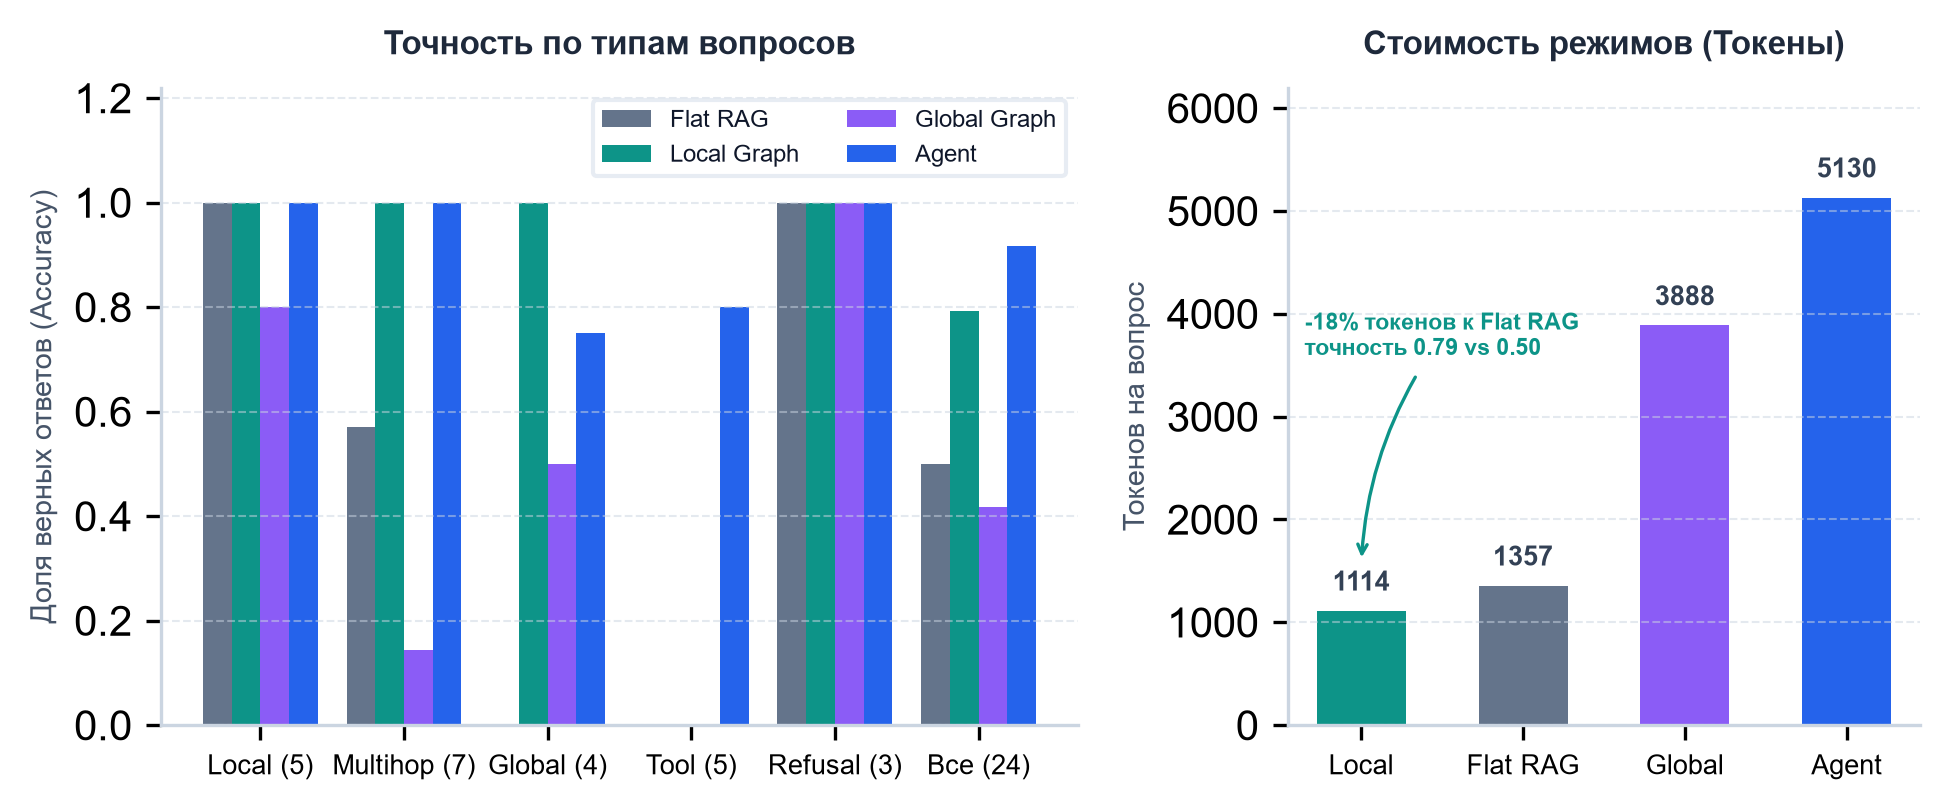 Точность по типам вопросов
Flat RAG
Local Graph
Global Graph
Agent
Доля верных ответов (Accuracy)
1.2
1.0
0.8
0.6
0.4
0.2
0.0
Local (5)
Multihop (7)
Global (4)
Tool (5)
Refusal (3)
Все (24)
Стоимость режимов (Токены)
Токенов на вопрос
6000
5000
4000
3000
2000
1000
0
-18% токенов к Flat RAG
точность 0.79 vs 0.50
1114
1357
3888
5130
Local
Flat RAG
Global
Agent